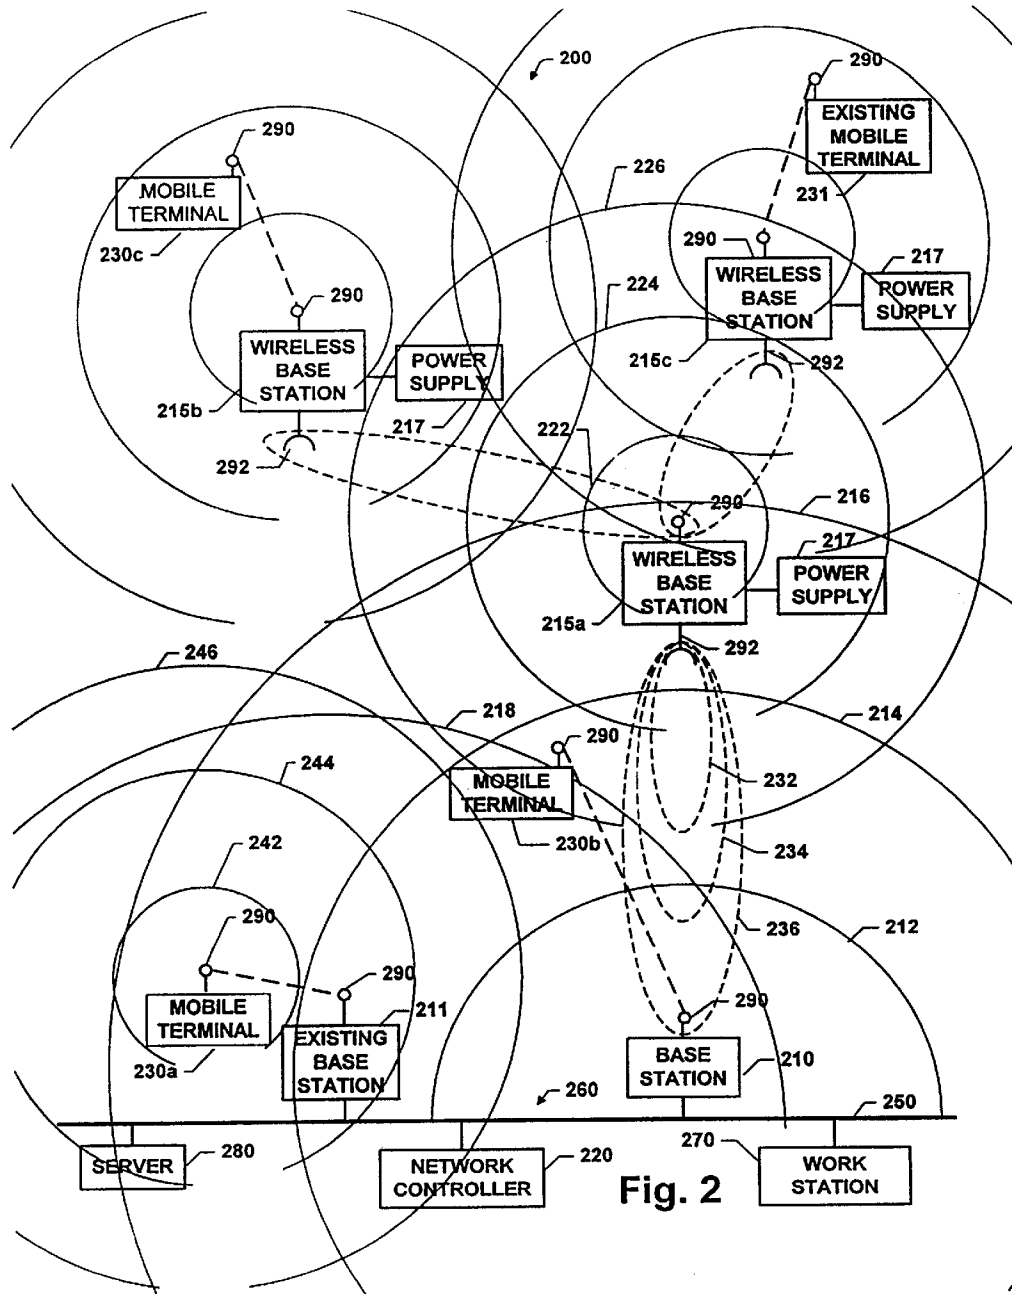 200
290
EXISTING
MOBILE
TERMINAL
231
290
MOBILE
TERMINAL
230c
226
290
WIRELESS
BASE
STATION
215c
217
POWER
SUPPLY
224
290
WIRELESS
BASE
STATION
215b
POWER
SUPPLY
217
292
292
222
290
216
WIRELESS
BASE
STATION
215a
217
POWER
SUPPLY
292
246
218
214
290
MOBILE
TERMINAL
230b
232
244
234
242
236
212
290
MOBILE
TERMINAL
230a
290
211
EXISTING
BASE
STATION
290
BASE
STATION
210
260
250
SERVER
280
NETWORK
CONTROLLER
220
270
WORK
STATION
Fig. 2